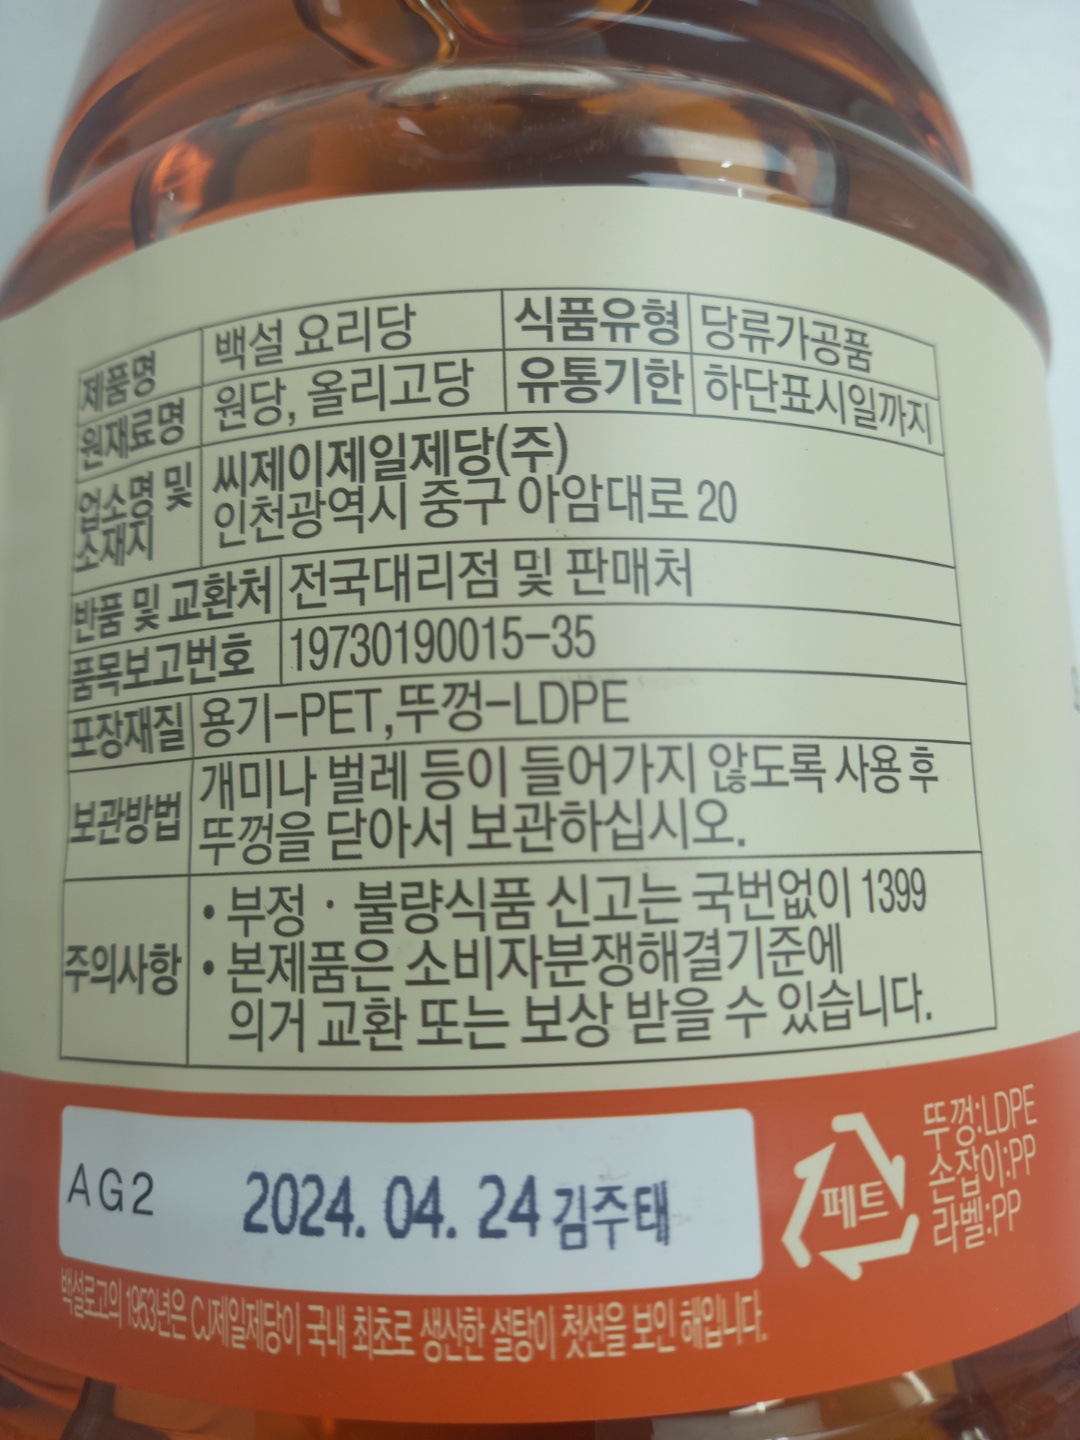 제품명 백설 요리당 식품유형 당류가공품
원재료명 원당, 올리고당 유통기한 하단표시일까지
업소명 및
소재지
씨제이제일제당(주)
인천광역시 중구 아암대로 20
반품 및 교환처 전국대리점 및 판매처
품목보고번호 19730190015-35
포장재질 용기-PET,뚜껑-LDPE
보관방법
개미나 벌레 등이 들어가지 않도록 사용 후
뚜껑을 닫아서 보관하십시오.
주의사항
• 부정 · 불량식품 신고는 국번없이 1399
• 본제품은 소비자분쟁해결기준에
의거 교환 또는 보상 받을 수 있습니다.
AG2 2024. 04. 24 김주태
페트
뚜껑:LDPE
손잡이:PP
라벨:PP
백설로고의 1953년은 CJ제일제당이 국내 최초로 생산한 설탕이 첫선을 보인 해입니다.